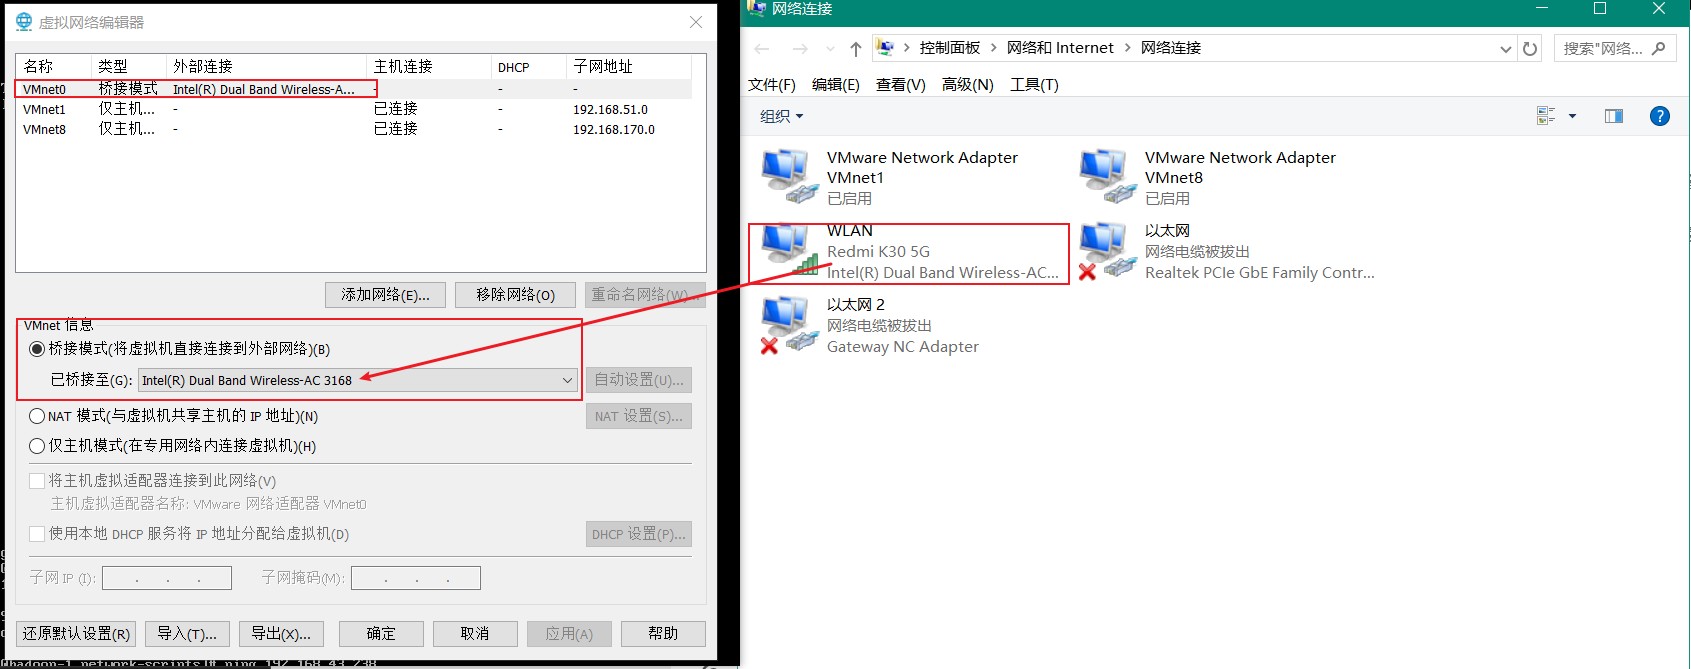 虚拟网络编辑器
名称 类型 外部连接 主机连接 DHCP 子网地址
VMnet0 桥接模式 Intel(R) Dual Band Wireless-A... - - -
VMnet1 仅主机... - 已连接 - 192.168.51.0
VMnet8 仅主机... - 已连接 - 192.168.170.0
添加网络(E)... 移除网络(O) 重命名网络(W)...
VMnet 信息
桥接模式(将虚拟机直接连接到外部网络)(B)
已桥接至(G): Intel(R) Dual Band Wireless-AC 3168 自动设置(U)...
NAT 模式(与虚拟机共享主机的 IP 地址)(N) NAT 设置(S)...
仅主机模式(在专用网络内连接虚拟机)(H)
将主机虚拟适配器连接到此网络(V)
主机虚拟适配器名称: VMware 网络适配器 VMnet0
使用本地 DHCP 服务将 IP 地址分配给虚拟机(D) DHCP 设置(P)...
子网 IP (I): . . . 子网掩码(M): . . .
还原默认设置(R) 导入(T)... 导出(X)... 确定 取消 应用(A) 帮助
网络连接
控制面板 › 网络和 Internet › 网络连接
搜索"网络...
文件(F) 编辑(E) 查看(V) 高级(N) 工具(T)
组织
VMware Network Adapter
VMnet1
已启用
VMware Network Adapter
VMnet8
已启用
WLAN
Redmi K30 5G
Intel(R) Dual Band Wireless-AC...
以太网
网络电缆被拔出
Realtek PCIe GbE Family Contr...
以太网 2
网络电缆被拔出
Gateway NC Adapter